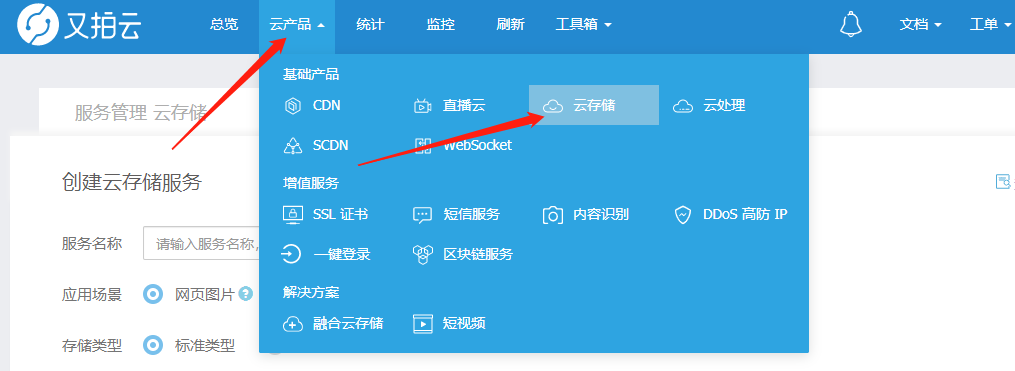 又拍云 总览 云产品 统计 监控 刷新 工具箱 文档 工单
基础产品
CDN 直播云 云存储 云处理
服务管理 云存储
SCDN WebSocket
创建云存储服务
增值服务
SSL 证书 短信服务 内容识别 DDoS 高防 IP
服务名称 请输入服务名称，
一键登录 区块链服务
应用场景 网页图片 ?
解决方案
融合云存储 短视频
存储类型 标准类型